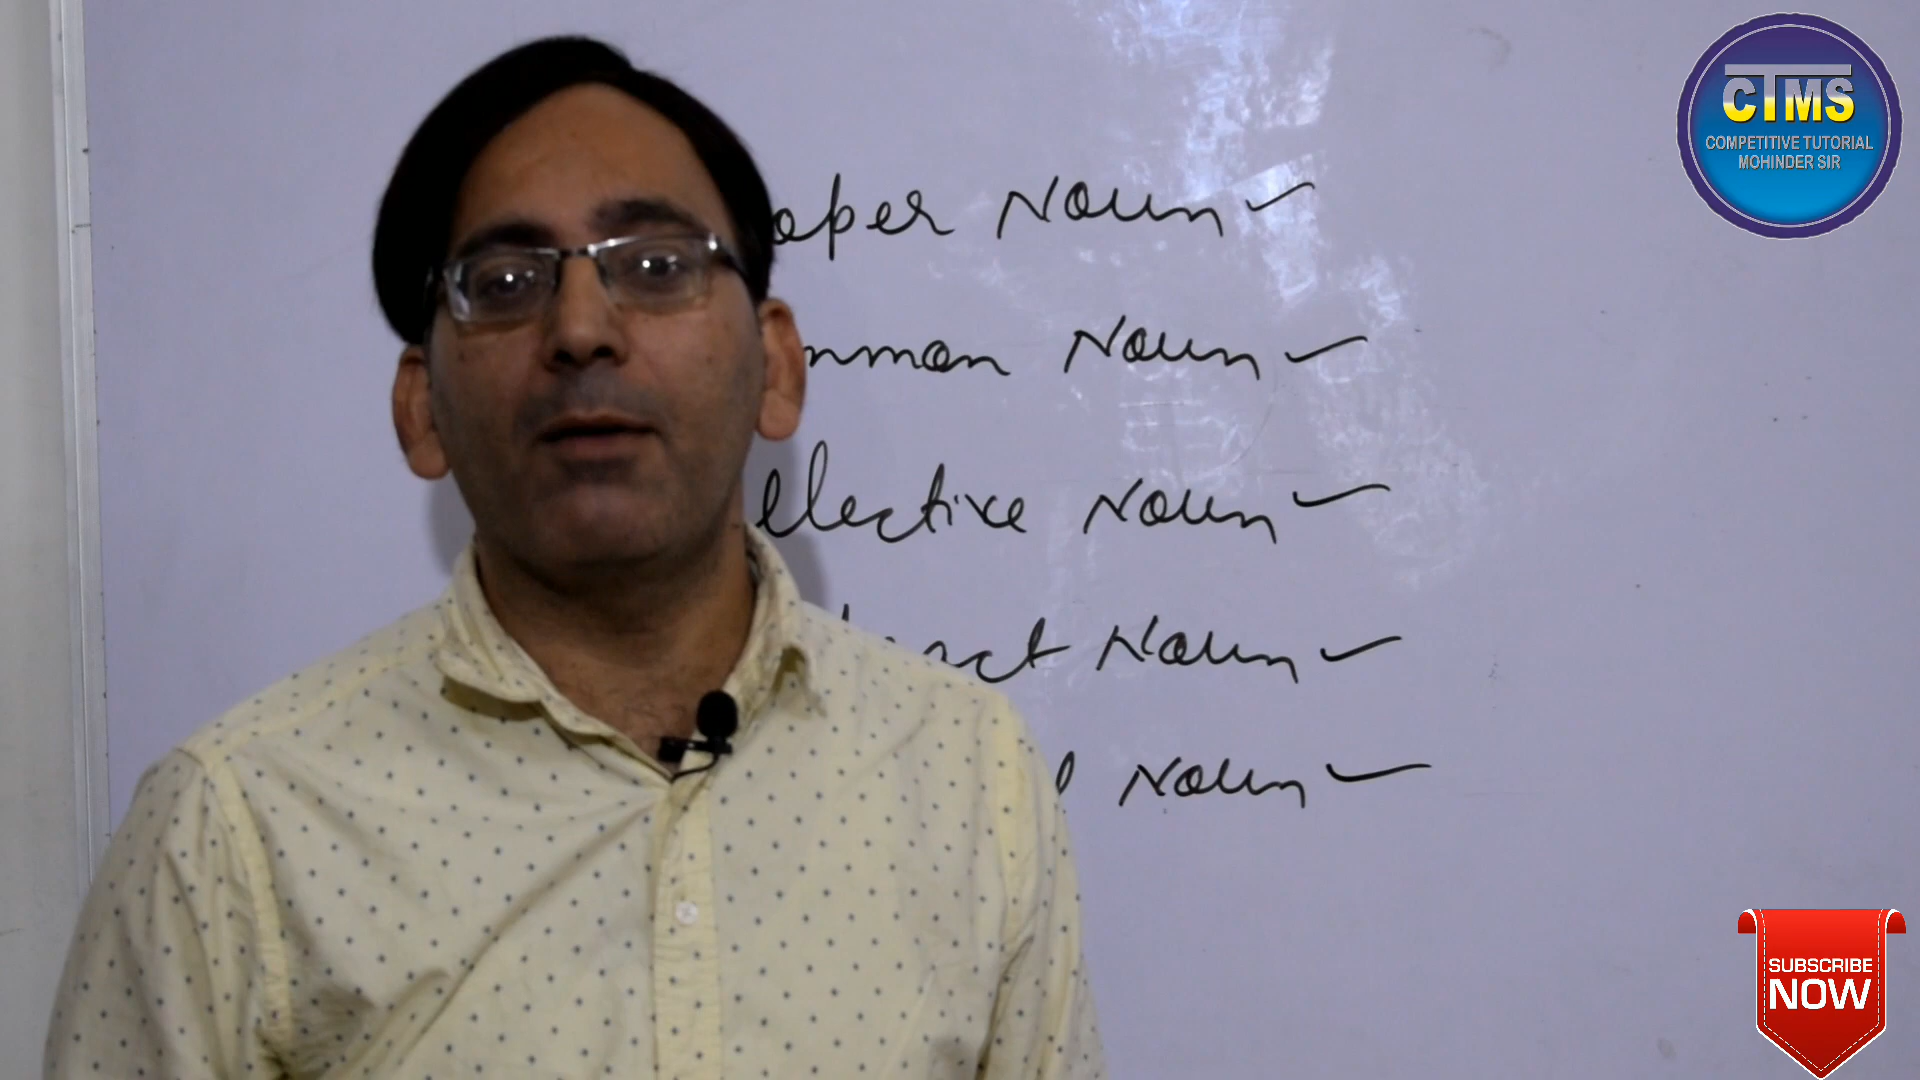 CTMS
COMPETITIVE TUTORIAL
MOHINDER SIR
oper Noun
mmon Noun
llective Noun
act Noun
l Noun
SUBSCRIBE
NOW